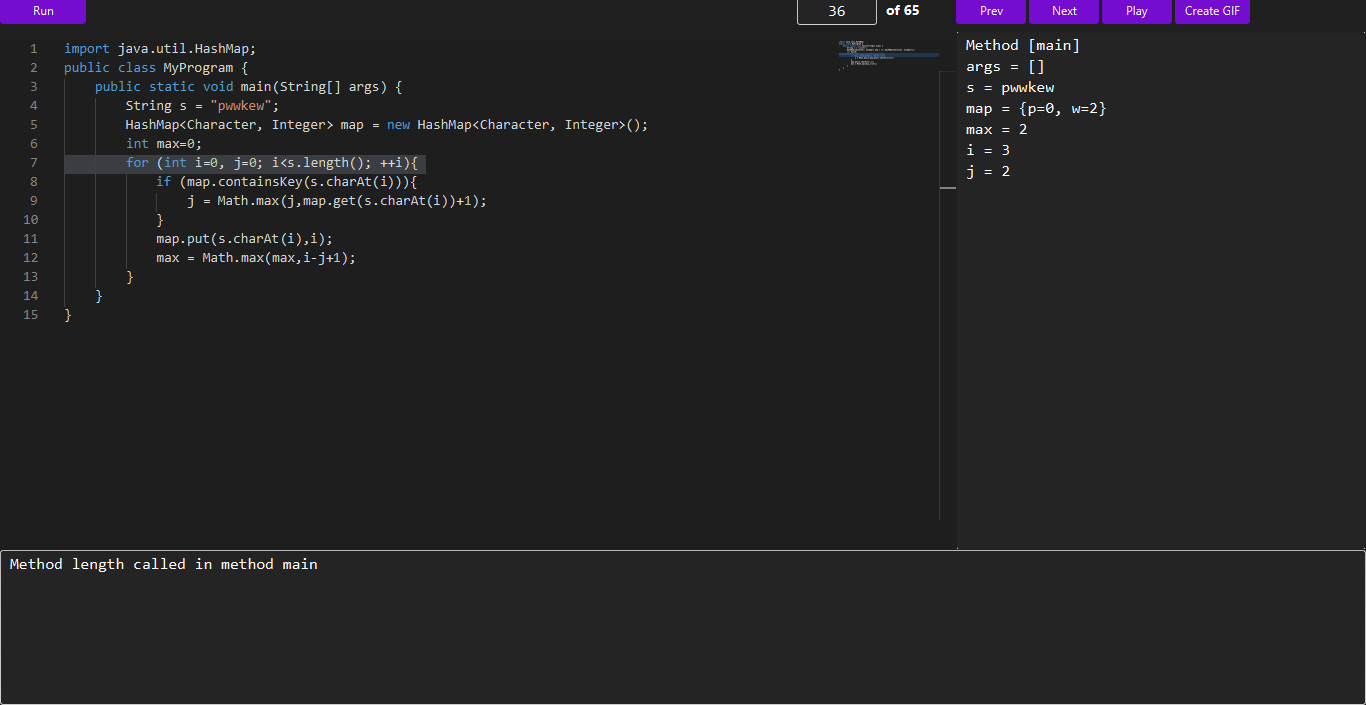 Run 36 of 65 Prev Next Play Create GIF
1 import java.util.HashMap;
2 public class MyProgram {
3 public static void main(String[] args) {
4 String s = "pwwkew";
5 HashMap<Character, Integer> map = new HashMap<Character, Integer>();
6 int max=0;
7 for (int i=0, j=0; i<s.length(); ++i){
8 if (map.containsKey(s.charAt(i))){
9 j = Math.max(j,map.get(s.charAt(i))+1);
10 }
11 map.put(s.charAt(i),i);
12 max = Math.max(max,i-j+1);
13 }
14 }
15 }
Method [main]
args = []
s = pwwkew
map = {p=0, w=2}
max = 2
i = 3
j = 2
Method length called in method main